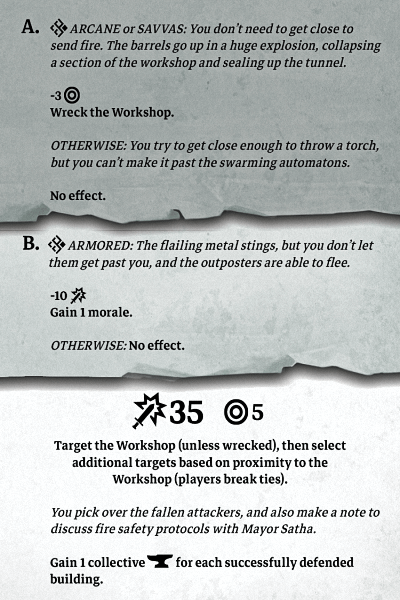 A. ARCANE or SAVVAS: You don't need to get close to
send fire. The barrels go up in a huge explosion, collapsing
a section of the workshop and sealing up the tunnel.
-3
Wreck the Workshop.
OTHERWISE: You try to get close enough to throw a torch,
but you can't make it past the swarming automatons.
No effect.
B. ARMORED: The flailing metal stings, but you don't let
them get past you, and the outposters are able to flee.
-10
Gain 1 morale.
OTHERWISE: No effect.
35 5
Target the Workshop (unless wrecked), then select
additional targets based on proximity to the
Workshop (players break ties).
You pick over the fallen attackers, and also make a note to
discuss fire safety protocols with Mayor Satha.
Gain 1 collective for each successfully defended
building.